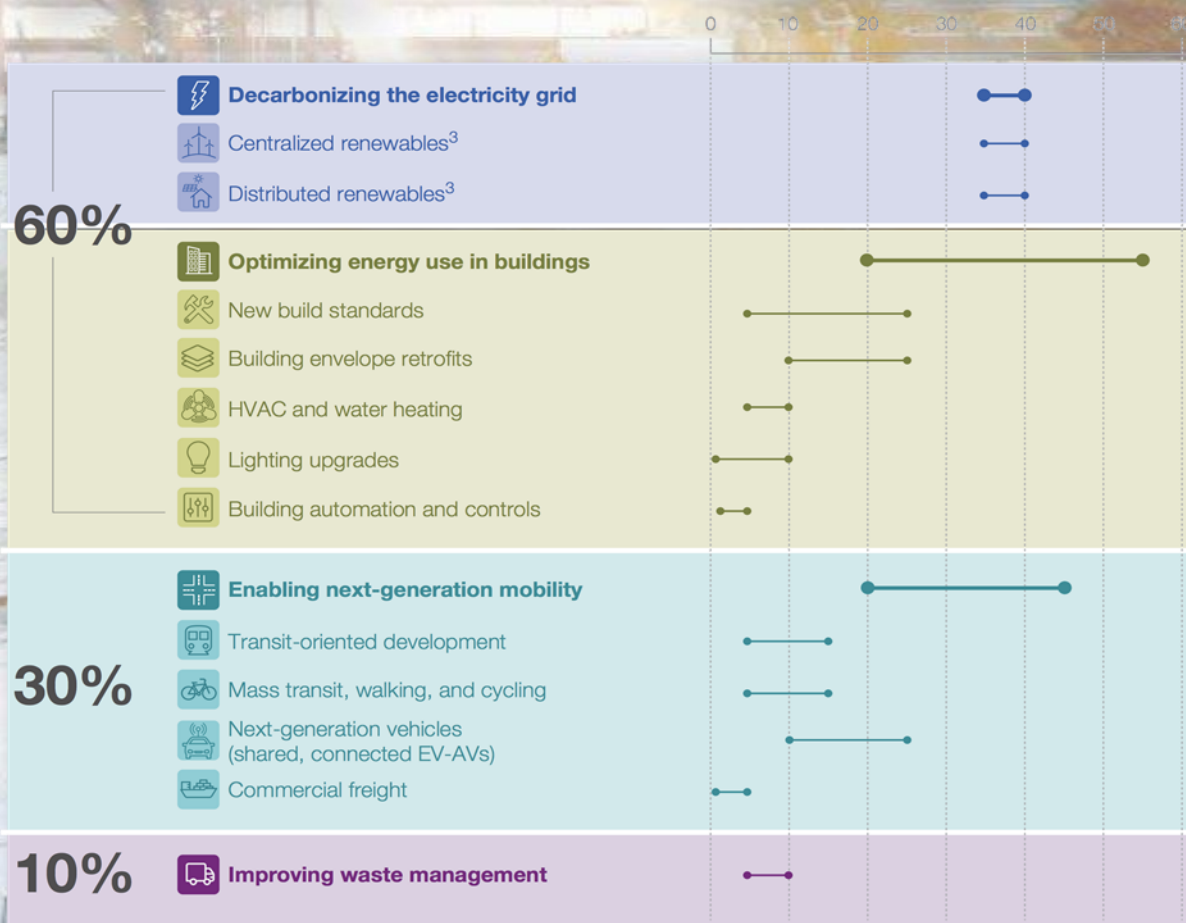 0 10 20 30 40 50
Decarbonizing the electricity grid
Centralized renewables³
Distributed renewables³
60%
Optimizing energy use in buildings
New build standards
Building envelope retrofits
HVAC and water heating
Lighting upgrades
Building automation and controls
Enabling next-generation mobility
Transit-oriented development
30%
Mass transit, walking, and cycling
Next-generation vehicles
(shared, connected EV-AVs)
Commercial freight
10%
Improving waste management